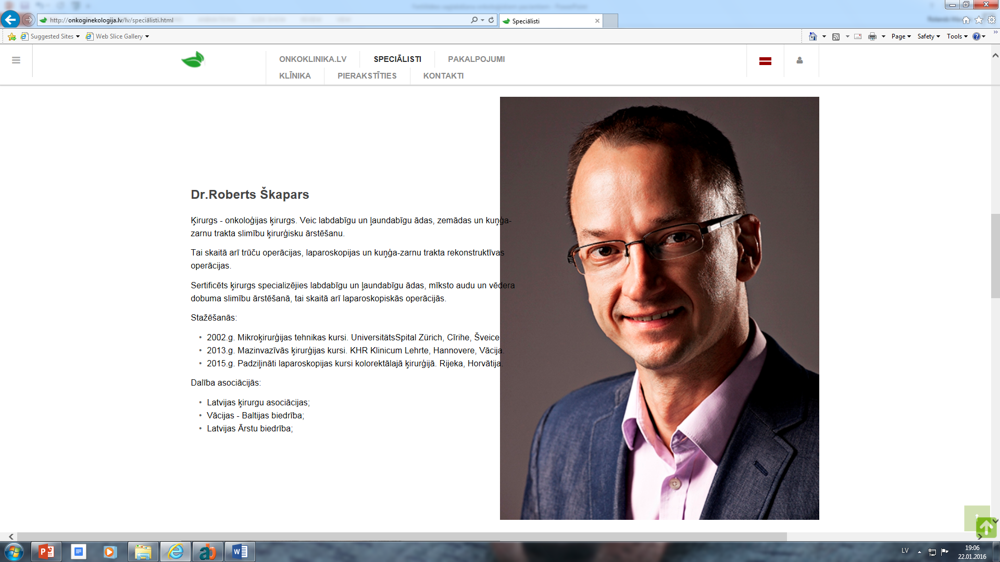 http://onkoginekologija.lv/lv/speciālisti.html
Speciālisti
Suggested Sites
Web Slice Gallery
Page
Safety
Tools
ONKOKLINIKA.LV
SPECIĀLISTI
PAKALPOJUMI
KLĪNIKA
PIERAKSTĪTIES
KONTAKTI
Dr.Roberts Škapars
Ķirurgs - onkoloģijas ķirurgs. Veic labdabīgu un ļaundabīgu ādas, zemādas un kuņģa-
zarnu trakta slimību ķirurģisku ārstēšanu.
Tai skaitā arī trūču operācijas, laparoskopijas un kuņģa-zarnu trakta rekonstruktīvas
operācijas.
Sertificēts ķirurgs specializējies labdabīgu un ļaundabīgu ādas, mīksto audu un vēdera
dobuma slimību ārstēšanā, tai skaitā arī laparoskopiskās operācijās.
Stažēšanās:
• 2002.g. Mikroķirurģijas tehnikas kursi. UniversitätsSpital Zürich, Cīrihe, Šveice
• 2013.g. Mazinvazīvās ķirurģijas kursi. KHR Klinicum Lehrte, Hannovere, Vācija.
• 2015.g. Padziļināti laparoskopijas kursi kolorektālajā ķirurģijā. Rijeka, Horvātija.
Dalība asociācijās:
• Latvijas ķirurgu asociācijas;
• Vācijas - Baltijas biedrība;
• Latvijas Ārstu biedrība;
LV
19:06
22.01.2016